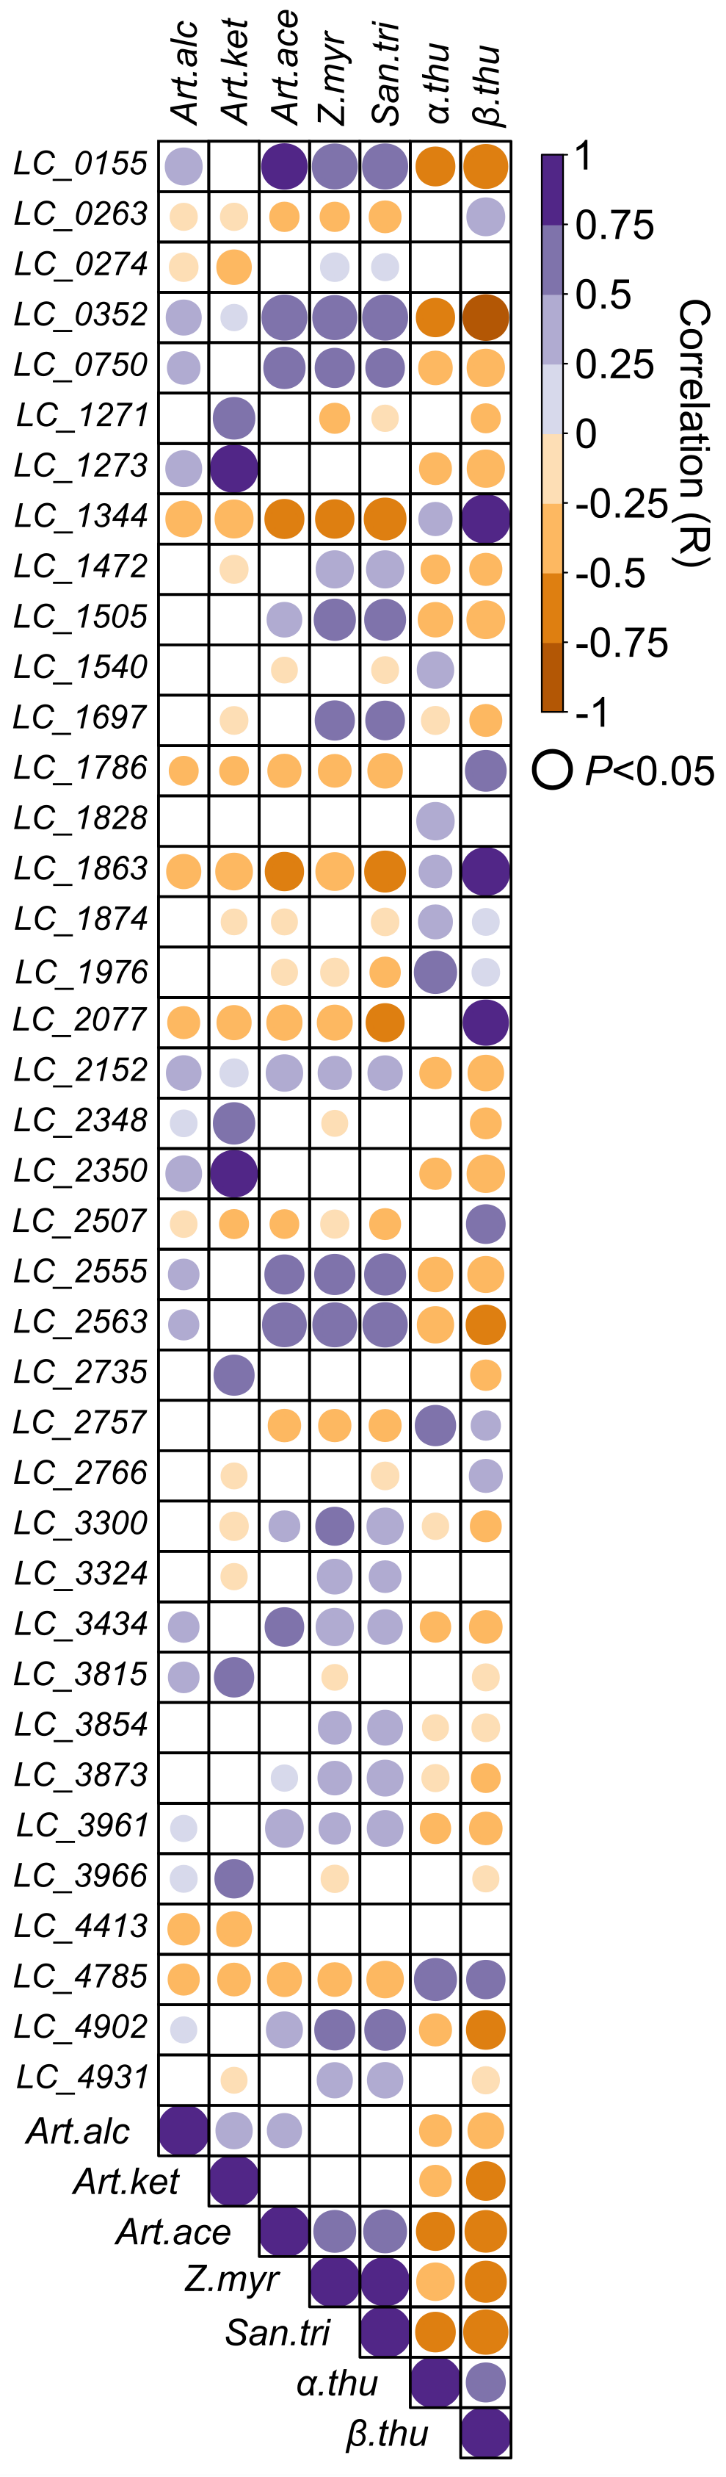 Art.alc
Art.ket
Art.ace
Z.myr
San.tri
α.thu
β.thu
LC_0155
LC_0263
LC_0274
LC_0352
LC_0750
LC_1271
LC_1273
LC_1344
LC_1472
LC_1505
LC_1540
LC_1697
LC_1786
LC_1828
LC_1863
LC_1874
LC_1976
LC_2077
LC_2152
LC_2348
LC_2350
LC_2507
LC_2555
LC_2563
LC_2735
LC_2757
LC_2766
LC_3300
LC_3324
LC_3434
LC_3815
LC_3854
LC_3873
LC_3961
LC_3966
LC_4413
LC_4785
LC_4902
LC_4931
Art.alc
Art.ket
Art.ace
Z.myr
San.tri
α.thu
β.thu
1
0.75
0.5
0.25
0
-0.25
-0.5
-0.75
-1
Correlation (R)
P<0.05